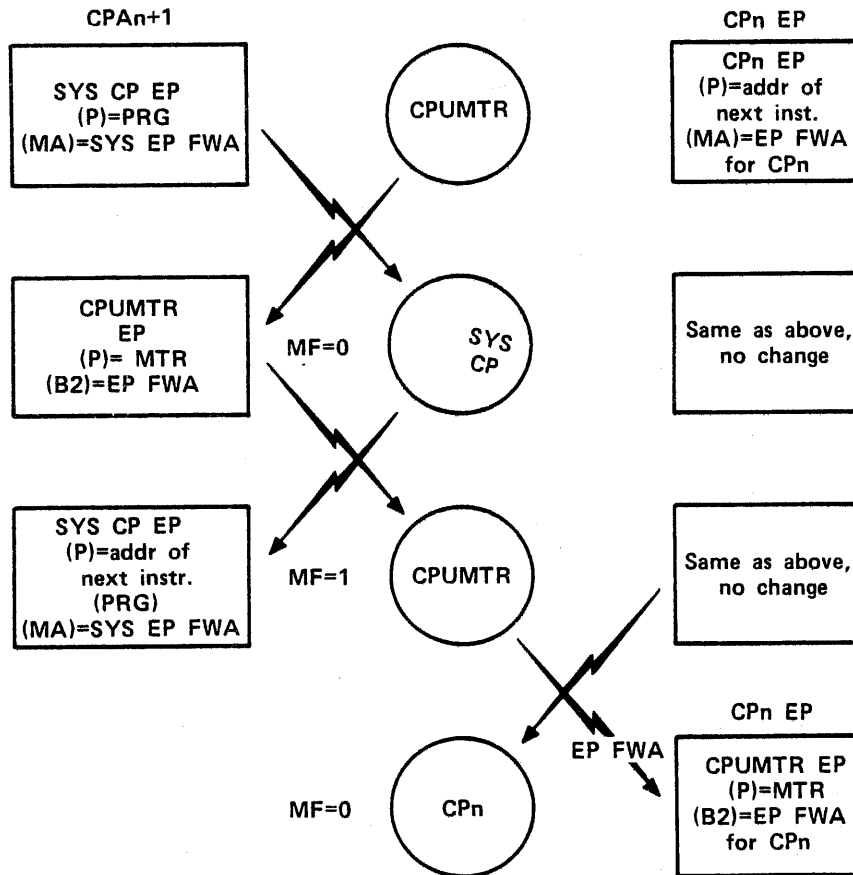 CPAn+1
CPn EP
SYS CP EP
(P)=PRG
(MA)=SYS EP FWA
CPUMTR
CPn EP
(P)=addr of
next inst.
(MA)=EP FWA
for CPn
CPUMTR
EP
(P)= MTR
(B2)=EP FWA
MF=0
SYS
CP
Same as above,
no change
SYS CP EP
(P)=addr of
next instr.
(PRG)
(MA)=SYS EP FWA
MF=1
CPUMTR
Same as above,
no change
EP FWA
CPn EP
MF=0
CPn
CPUMTR EP
(P)=MTR
(B2)=EP FWA
for CPn